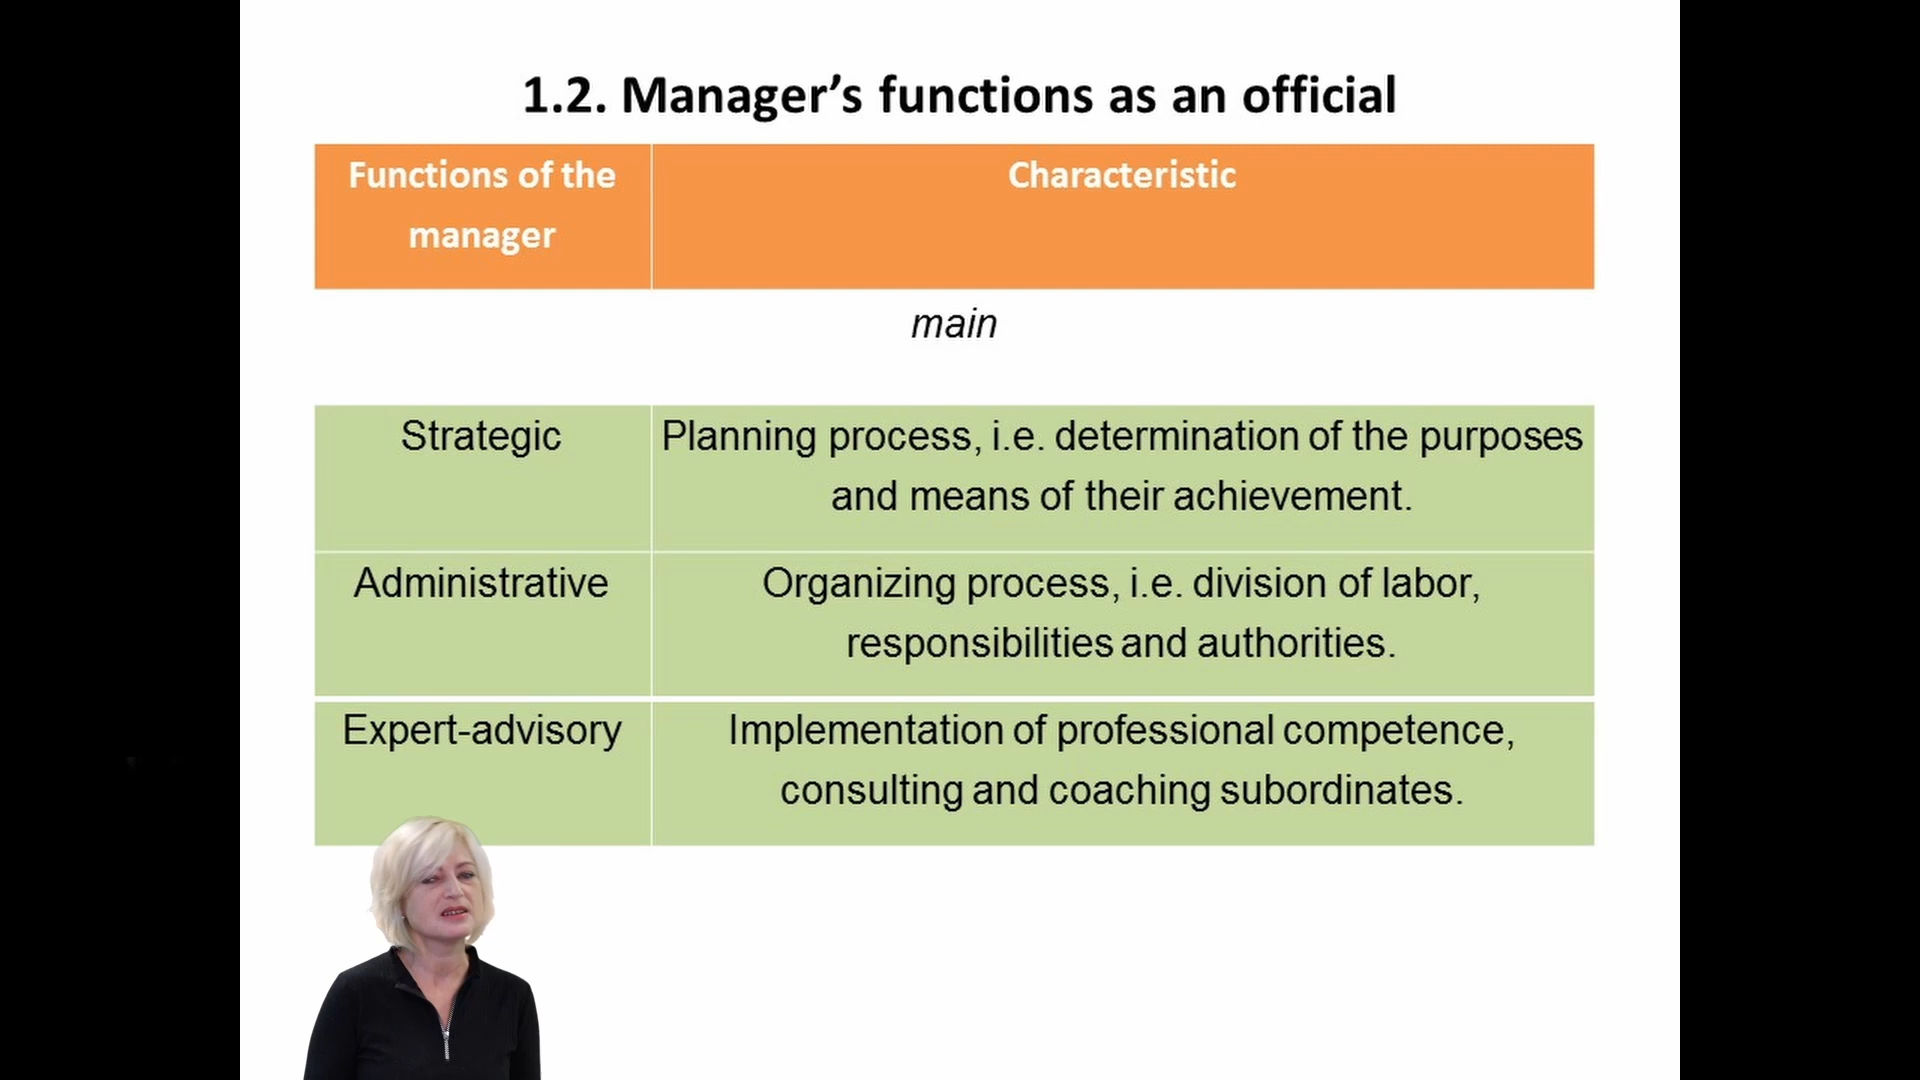 1.2. Manager’s functions as an official
Functions of the
manager
Characteristic
main
Strategic
Planning process, i.e. determination of the purposes
and means of their achievement.
Administrative
Organizing process, i.e. division of labor,
responsibilities and authorities.
Expert-advisory
Implementation of professional competence,
consulting and coaching subordinates.